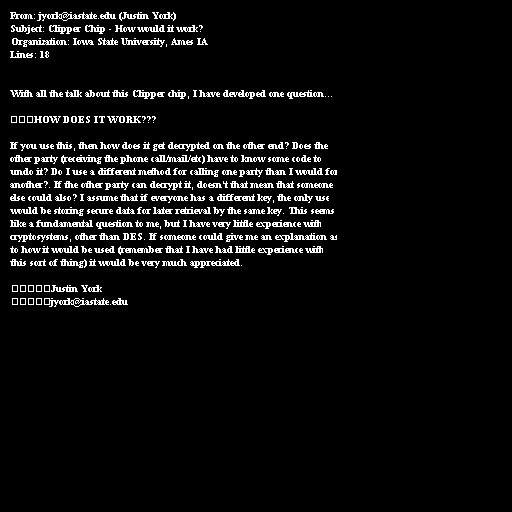 From: jyork@iastate.edu (Justin York)
Subject: Clipper Chip - How would it work?
Organization: Iowa State University, Ames IA
Lines: 18
With all the talk about this Clipper chip, I have developed one question...
□□□HOW DOES IT WORK???
If you use this, then how does it get decrypted on the other end? Does the
other party (receiving the phone call/mail/etc) have to know some code to
undo it? Do I use a different method for calling one party than I would for
another?. If the other party can decrypt it, doesn't that mean that someone
else could also? I assume that if everyone has a different key, the only use
would be storing secure data for later retrieval by the same key. This seems
like a fundamental question to me, but I have very little experience with
cryptosystems, other than DES. If someone could give me an explanation as
to how it would be used (remember that I have had little experience with
this sort of thing) it would be very much appreciated.
□□□□□Justin York
□□□□□jyork@iastate.edu